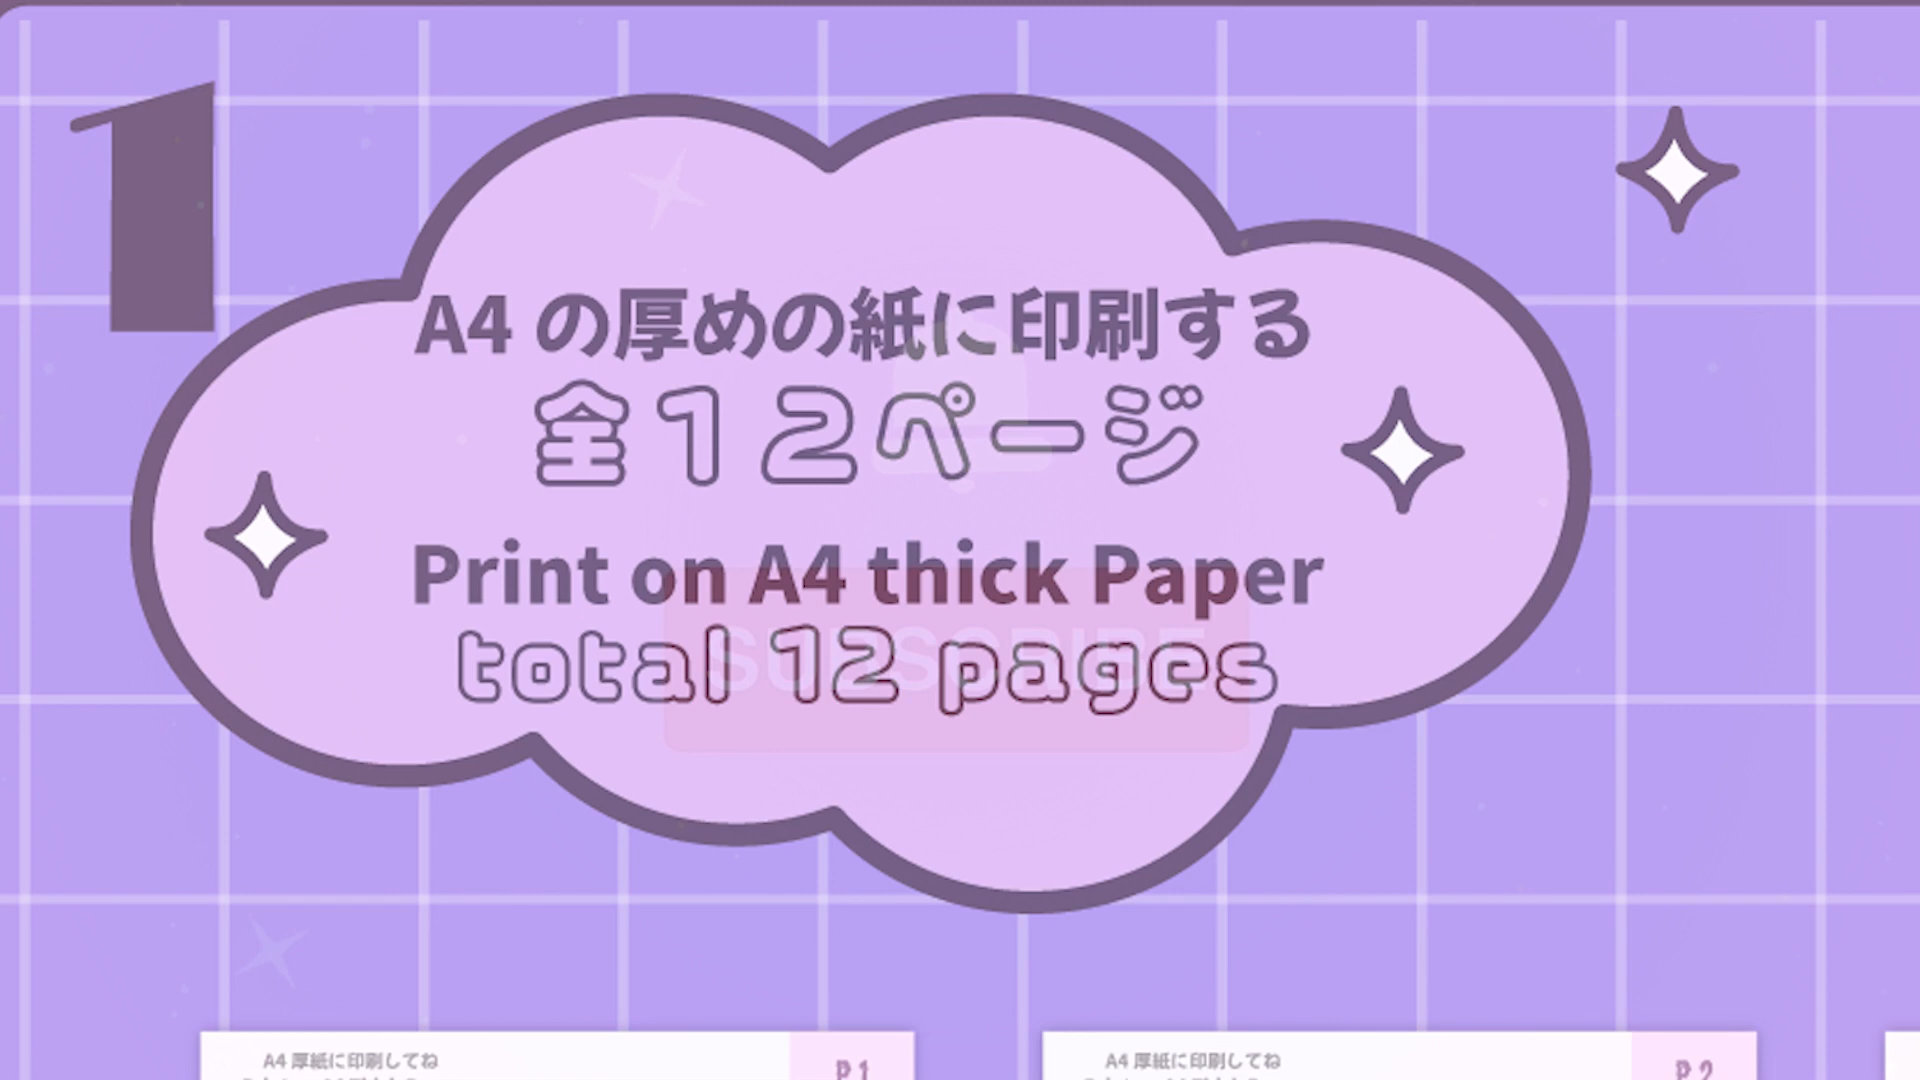 1
A4 の厚めの紙に印刷する
全12ページ
Print on A4 thick Paper
total 12 pages
SUBSCRIBE
A4 厚紙に印刷してね
P.1
A4 厚紙に印刷してね
P.2